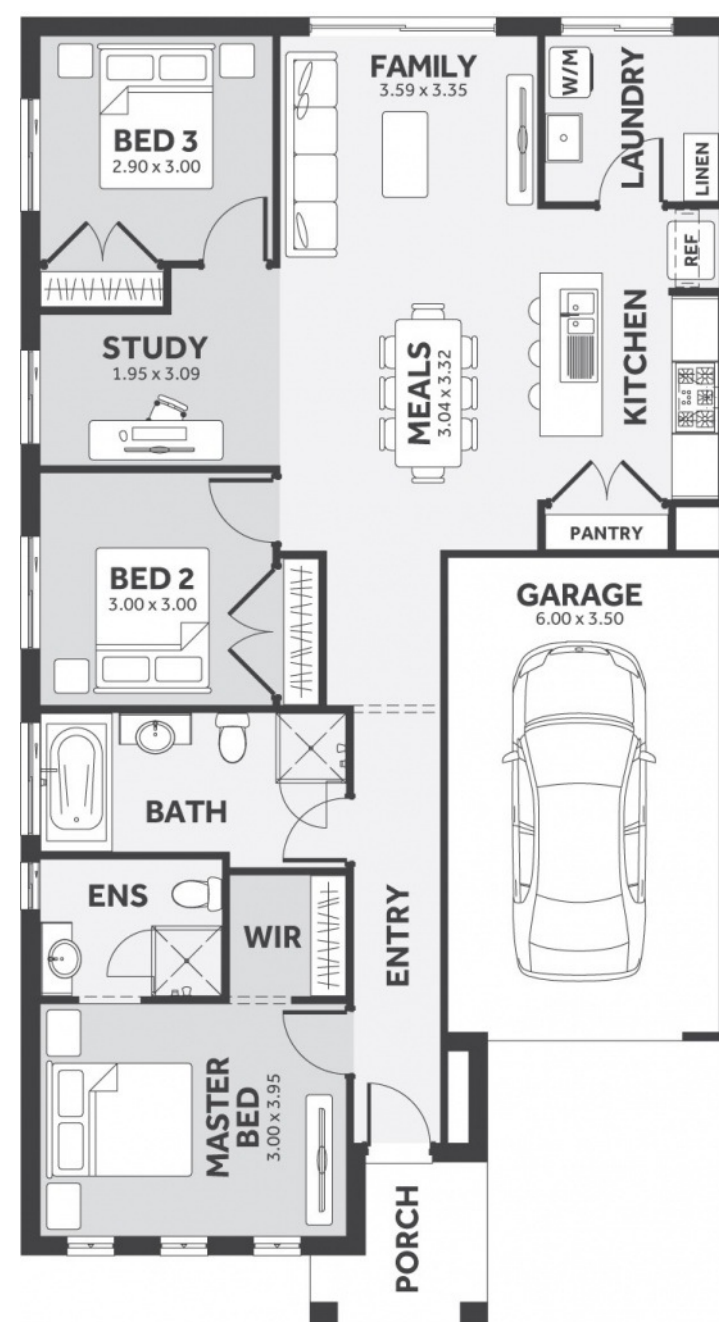 FAMILY
3.59 x 3.35
W/M
LAUNDRY
LINEN
BED 3
2.90 x 3.00
REF
STUDY
1.95 x 3.09
MEALS
3.04 x 3.32
KITCHEN
PANTRY
BED 2
3.00 x 3.00
GARAGE
6.00 x 3.50
BATH
ENS
WIR
ENTRY
MASTER
BED
3.00 x 3.95
PORCH